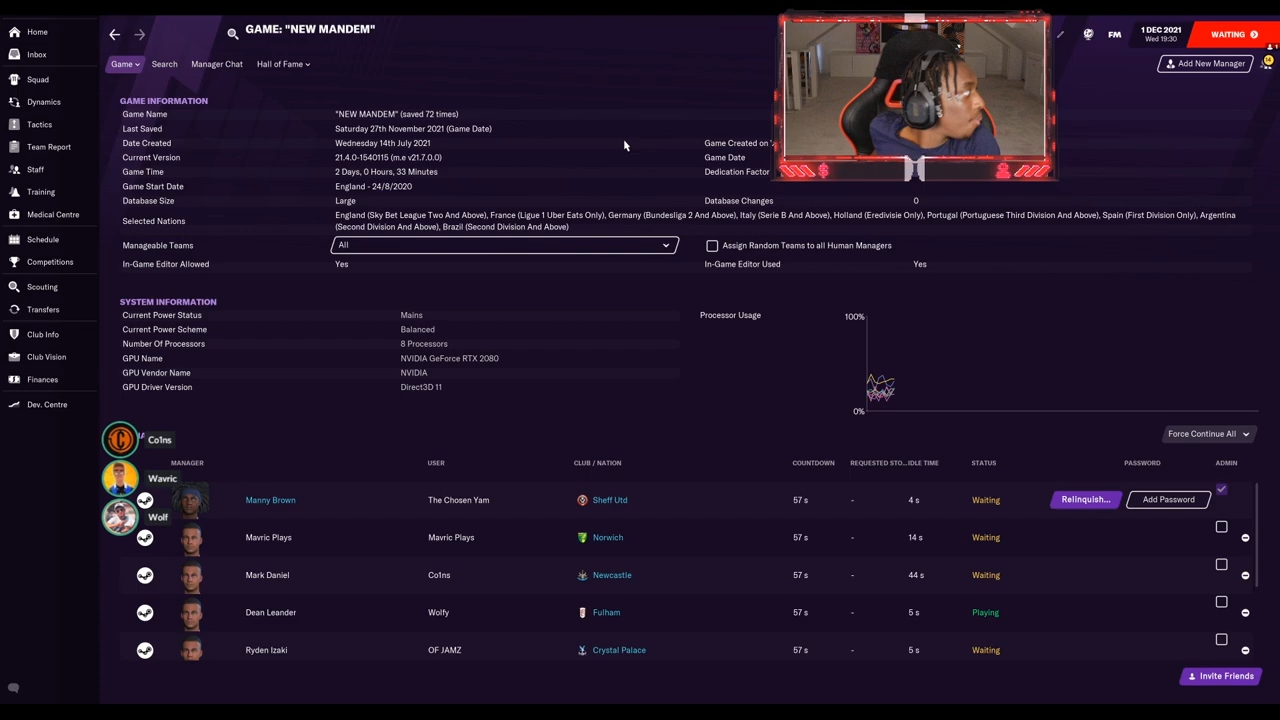 Home
Inbox
Squad
Dynamics
Tactics
Team Report
Staff
Training
Medical Centre
Schedule
Competitions
Scouting
Transfers
Club Info
Club Vision
Finances
Dev. Centre
GAME: "NEW MANDEM"
FM
1 DEC 2021
Wed 19:30
WAITING
1
14
Game
Search
Manager Chat
Hall of Fame
Add New Manager
GAME INFORMATION
Game Name "NEW MANDEM" (saved 72 times)
Last Saved Saturday 27th November 2021 (Game Date)
Date Created Wednesday 14th July 2021
Game Created on
Current Version 21.4.0-1540115 (m.e v21.7.0.0)
Game Date
Game Time 2 Days, 0 Hours, 33 Minutes
Dedication Factor
Game Start Date England - 24/8/2020
Database Size Large
Database Changes 0
Selected Nations England (Sky Bet League Two And Above), France (Ligue 1 Uber Eats Only), Germany (Bundesliga 2 And Above), Italy (Serie B And Above), Holland (Eredivisie Only), Portugal (Portuguese Third Division And Above), Spain (First Division Only), Argentina
(Second Division And Above), Brazil (Second Division And Above)
Manageable Teams All
Assign Random Teams to all Human Managers
In-Game Editor Allowed Yes
In-Game Editor Used Yes
SYSTEM INFORMATION
Current Power Status Mains
Current Power Scheme Balanced
Number Of Processors 8 Processors
GPU Name NVIDIA GeForce RTX 2080
GPU Vendor Name NVIDIA
GPU Driver Version Direct3D 11
Processor Usage
100%
0%
Force Continue All
Co1ns
Wavric
Wolf
MANAGER USER CLUB / NATION COUNTDOWN REQUESTED STO... IDLE TIME STATUS PASSWORD ADMIN
Manny Brown The Chosen Yam Sheff Utd 57 s - 4 s Waiting Relinquish... Add Password
Mavric Plays Mavric Plays Norwich 57 s - 14 s Waiting
Mark Daniel Co1ns Newcastle 57 s - 44 s Waiting
Dean Leander Wolfy Fulham 57 s - 5 s Playing
Ryden Izaki OF JAMZ Crystal Palace 57 s - 5 s Waiting
Invite Friends